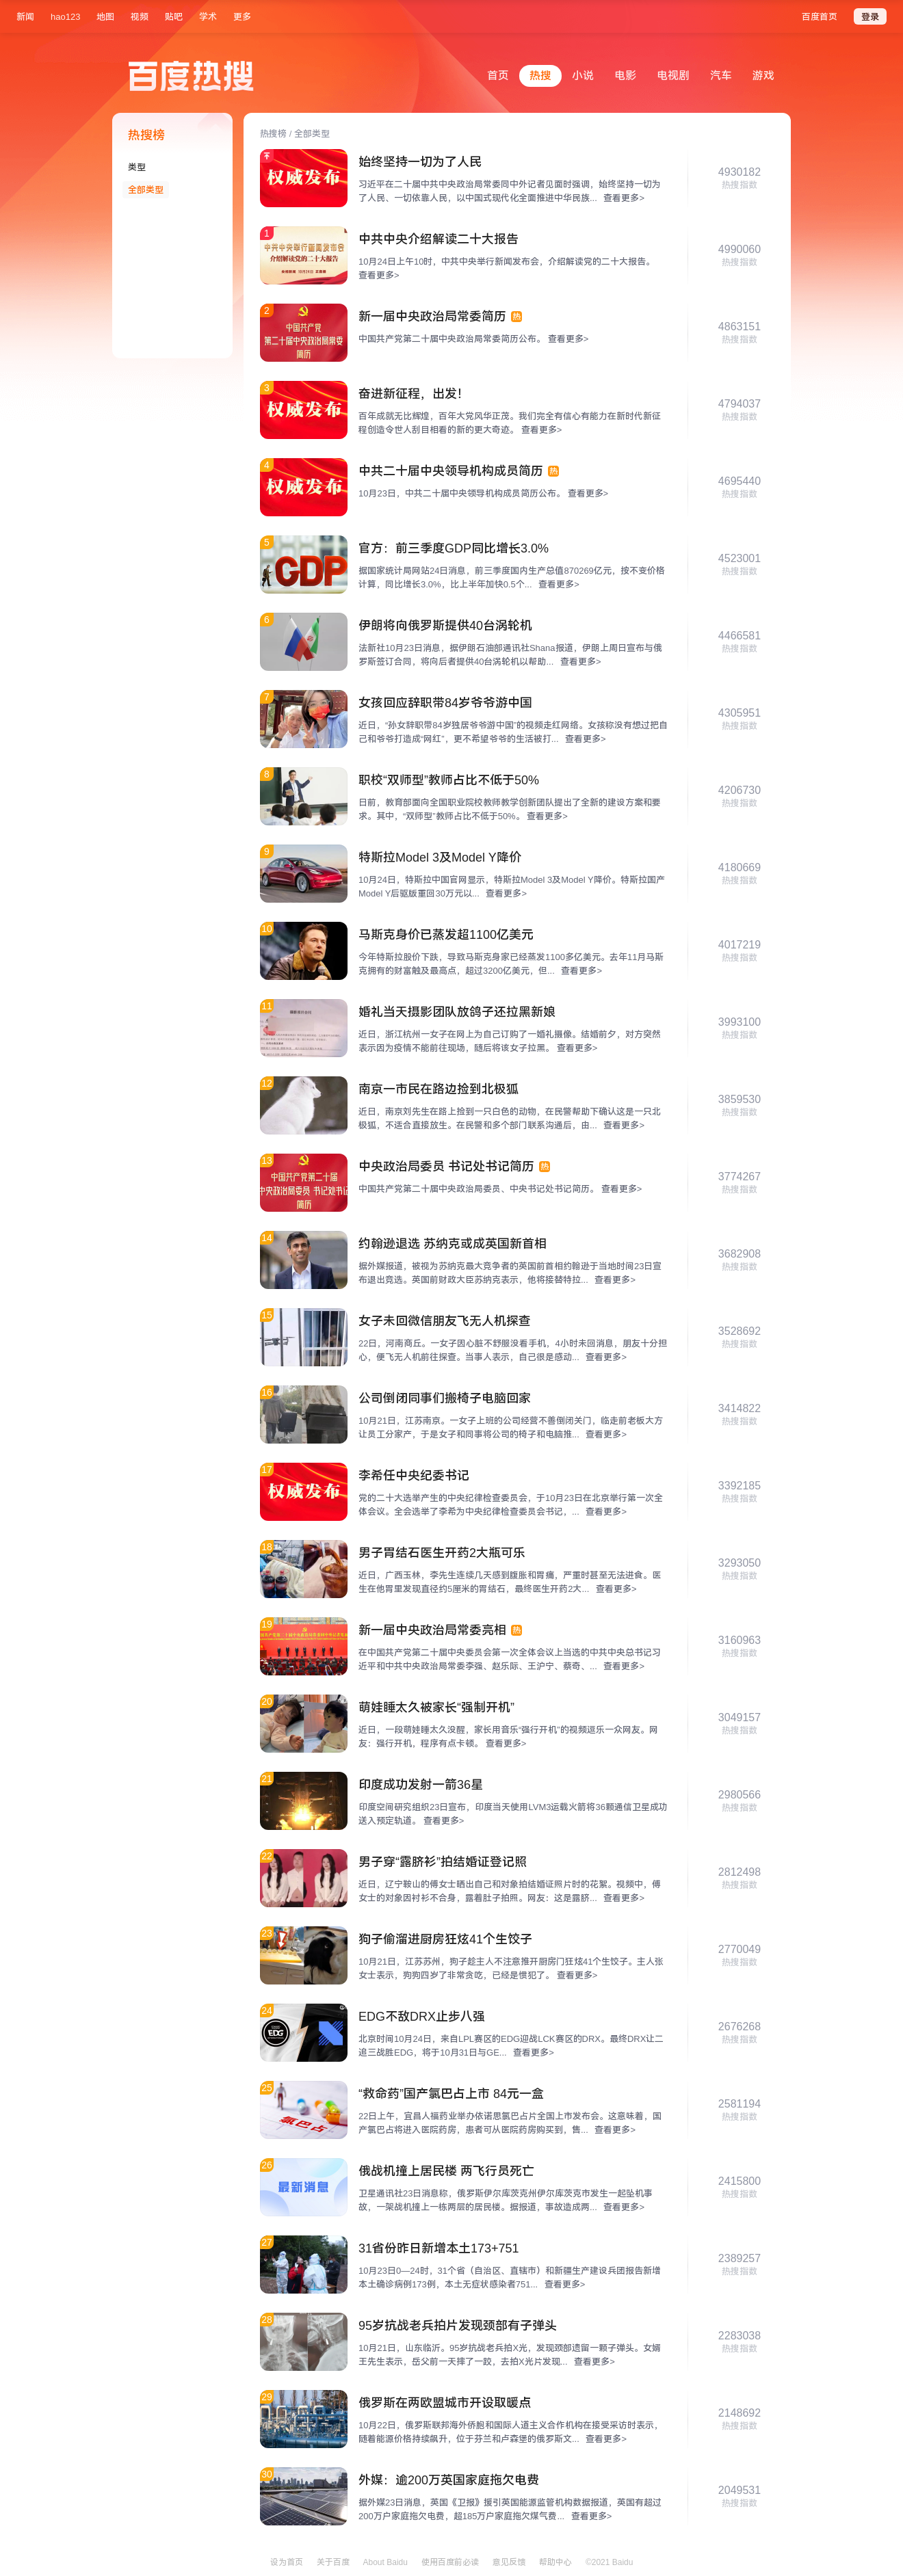 新闻 hao123 地图 视频 贴吧 学术 更多 百度首页 登录
百度热搜
首页 热搜 小说 电影 电视剧 汽车 游戏
热搜榜
类型
全部类型
热搜榜 / 全部类型
权威发布
始终坚持一切为了人民
习近平在二十届中共中央政治局常委同中外记者见面时强调，始终坚持一切为
了人民、一切依靠人民，以中国式现代化全面推进中华民族... 查看更多>
4930182
热搜指数
1
中共中央举行新闻发布会
介绍解读党的二十大报告
中共中央介绍解读二十大报告
10月24日上午10时，中共中央举行新闻发布会，介绍解读党的二十大报告。
查看更多>
4990060
热搜指数
2
中国共产党
第二十届中央政治局常委
简历
新一届中央政治局常委简历 热
中国共产党第二十届中央政治局常委简历公布。 查看更多>
4863151
热搜指数
3
权威发布
奋进新征程，出发！
百年成就无比辉煌，百年大党风华正茂。我们完全有信心有能力在新时代新征
程创造令世人刮目相看的新的更大奇迹。 查看更多>
4794037
热搜指数
4
权威发布
中共二十届中央领导机构成员简历 热
10月23日，中共二十届中央领导机构成员简历公布。 查看更多>
4695440
热搜指数
5
GDP
官方：前三季度GDP同比增长3.0%
据国家统计局网站24日消息，前三季度国内生产总值870269亿元，按不变价格
计算，同比增长3.0%，比上半年加快0.5个... 查看更多>
4523001
热搜指数
6
伊朗将向俄罗斯提供40台涡轮机
法新社10月23日消息，据伊朗石油部通讯社Shana报道，伊朗上周日宣布与俄
罗斯签订合同，将向后者提供40台涡轮机以帮助... 查看更多>
4466581
热搜指数
7
女孩回应辞职带84岁爷爷游中国
近日，“孙女辞职带84岁独居爷爷游中国”的视频走红网络。女孩称没有想过把自
己和爷爷打造成“网红”，更不希望爷爷的生活被打... 查看更多>
4305951
热搜指数
8
职校“双师型”教师占比不低于50%
日前，教育部面向全国职业院校教师教学创新团队提出了全新的建设方案和要
求。其中，“双师型”教师占比不低于50%。 查看更多>
4206730
热搜指数
9
特斯拉Model 3及Model Y降价
10月24日，特斯拉中国官网显示，特斯拉Model 3及Model Y降价。特斯拉国产
Model Y后驱版重回30万元以... 查看更多>
4180669
热搜指数
10
马斯克身价已蒸发超1100亿美元
今年特斯拉股价下跌，导致马斯克身家已经蒸发1100多亿美元。去年11月马斯
克拥有的财富触及最高点，超过3200亿美元，但... 查看更多>
4017219
热搜指数
11
婚礼当天摄影团队放鸽子还拉黑新娘
近日，浙江杭州一女子在网上为自己订购了一婚礼摄像。结婚前夕，对方突然
表示因为疫情不能前往现场，随后将该女子拉黑。 查看更多>
3993100
热搜指数
12
南京一市民在路边捡到北极狐
近日，南京刘先生在路上捡到一只白色的动物，在民警帮助下确认这是一只北
极狐，不适合直接放生。在民警和多个部门联系沟通后，由... 查看更多>
3859530
热搜指数
13
中国共产党第二十届
中央政治局委员 书记处书记
简历
中央政治局委员 书记处书记简历 热
中国共产党第二十届中央政治局委员、中央书记处书记简历。 查看更多>
3774267
热搜指数
14
约翰逊退选 苏纳克或成英国新首相
据外媒报道，被视为苏纳克最大竞争者的英国前首相约翰逊于当地时间23日宣
布退出竞选。英国前财政大臣苏纳克表示，他将接替特拉... 查看更多>
3682908
热搜指数
15
女子未回微信朋友飞无人机探查
22日，河南商丘。一女子因心脏不舒服没看手机，4小时未回消息，朋友十分担
心，便飞无人机前往探查。当事人表示，自己很是感动... 查看更多>
3528692
热搜指数
16
公司倒闭同事们搬椅子电脑回家
10月21日，江苏南京。一女子上班的公司经营不善倒闭关门，临走前老板大方
让员工分家产，于是女子和同事将公司的椅子和电脑推... 查看更多>
3414822
热搜指数
17
权威发布
李希任中央纪委书记
党的二十大选举产生的中央纪律检查委员会，于10月23日在北京举行第一次全
体会议。全会选举了李希为中央纪律检查委员会书记，... 查看更多>
3392185
热搜指数
18
男子胃结石医生开药2大瓶可乐
近日，广西玉林，李先生连续几天感到腹胀和胃痛，严重时甚至无法进食。医
生在他胃里发现直径约5厘米的胃结石，最终医生开药2大... 查看更多>
3293050
热搜指数
19
新一届中央政治局常委亮相 热
在中国共产党第二十届中央委员会第一次全体会议上当选的中共中央总书记习
近平和中共中央政治局常委李强、赵乐际、王沪宁、蔡奇、... 查看更多>
3160963
热搜指数
20
萌娃睡太久被家长“强制开机”
近日，一段萌娃睡太久没醒，家长用音乐“强行开机”的视频逗乐一众网友。网
友：强行开机，程序有点卡顿。 查看更多>
3049157
热搜指数
21
印度成功发射一箭36星
印度空间研究组织23日宣布，印度当天使用LVM3运载火箭将36颗通信卫星成功
送入预定轨道。 查看更多>
2980566
热搜指数
22
男子穿“露脐衫”拍结婚证登记照
近日，辽宁鞍山的傅女士晒出自己和对象拍结婚证照片时的花絮。视频中，傅
女士的对象因衬衫不合身，露着肚子拍照。网友：这是露脐... 查看更多>
2812498
热搜指数
23
狗子偷溜进厨房狂炫41个生饺子
10月21日，江苏苏州，狗子趁主人不注意推开厨房门狂炫41个生饺子。主人张
女士表示，狗狗四岁了非常贪吃，已经是惯犯了。 查看更多>
2770049
热搜指数
24
EDG
EDG不敌DRX止步八强
北京时间10月24日，来自LPL赛区的EDG迎战LCK赛区的DRX。最终DRX让二
追三战胜EDG，将于10月31日与GE... 查看更多>
2676268
热搜指数
25
氯巴占
“救命药”国产氯巴占上市 84元一盒
22日上午，宜昌人福药业举办侬诺思氯巴占片全国上市发布会。这意味着，国
产氯巴占将进入医院药房，患者可从医院药房购买到，售... 查看更多>
2581194
热搜指数
26
最新消息
俄战机撞上居民楼 两飞行员死亡
卫星通讯社23日消息称，俄罗斯伊尔库茨克州伊尔库茨克市发生一起坠机事
故，一架战机撞上一栋两层的居民楼。据报道，事故造成两... 查看更多>
2415800
热搜指数
27
31省份昨日新增本土173+751
10月23日0—24时，31个省（自治区、直辖市）和新疆生产建设兵团报告新增
本土确诊病例173例，本土无症状感染者751... 查看更多>
2389257
热搜指数
28
95岁抗战老兵拍片发现颈部有子弹头
10月21日，山东临沂。95岁抗战老兵拍X光，发现颈部遗留一颗子弹头。女婿
王先生表示，岳父前一天摔了一跤，去拍X光片发现... 查看更多>
2283038
热搜指数
29
俄罗斯在两欧盟城市开设取暖点
10月22日，俄罗斯联邦海外侨胞和国际人道主义合作机构在接受采访时表示，
随着能源价格持续飙升，位于芬兰和卢森堡的俄罗斯文... 查看更多>
2148692
热搜指数
30
外媒：逾200万英国家庭拖欠电费
据外媒23日消息，英国《卫报》援引英国能源监管机构数据报道，英国有超过
200万户家庭拖欠电费，超185万户家庭拖欠煤气费... 查看更多>
2049531
热搜指数
设为首页 关于百度 About Baidu 使用百度前必读 意见反馈 帮助中心 ©2021 Baidu